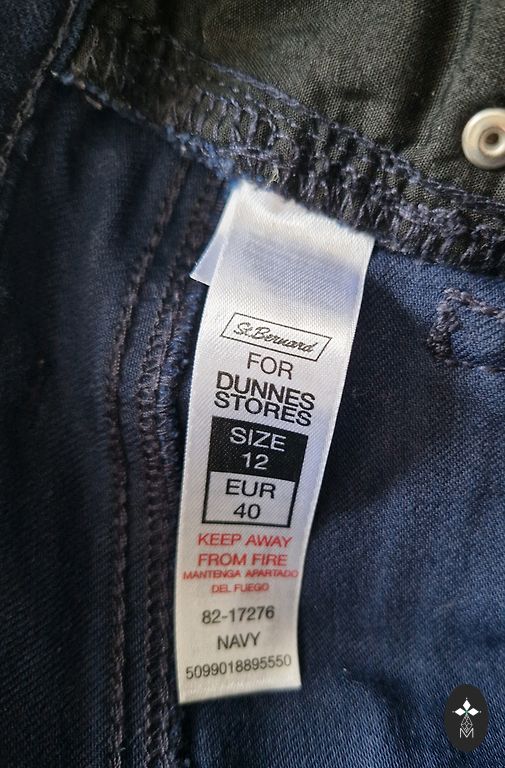 St.Bernard
FOR
DUNNES
STORES
SIZE
12
EUR
40
KEEP AWAY
FROM FIRE
MANTENGA APARTADO
DEL FUEGO
82-17276
NAVY
5099018895550
M